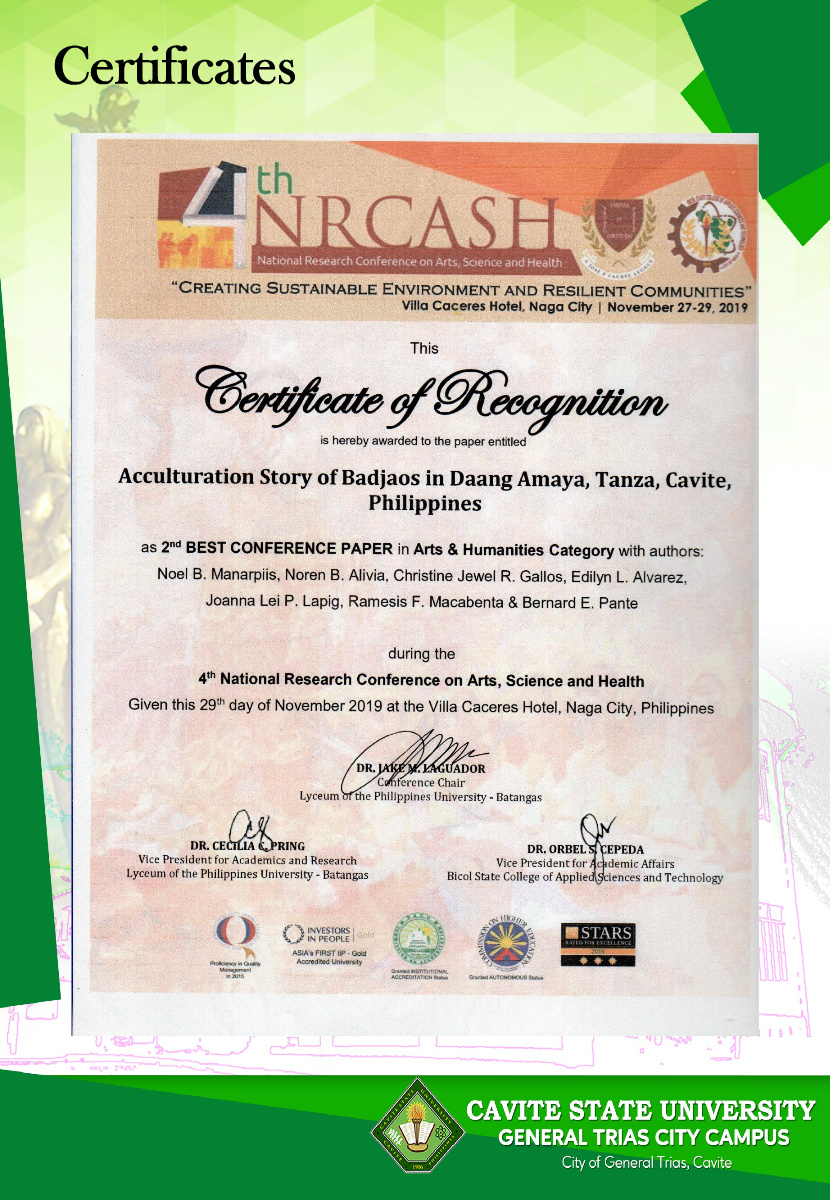 Certificates
4th
NRCASH
National Research Conference on Arts, Science and Health
"CREATING SUSTAINABLE ENVIRONMENT AND RESILIENT COMMUNITIES"
Villa Caceres Hotel, Naga City | November 27-29, 2019
This
Certificate of Recognition
is hereby awarded to the paper entitled
Acculturation Story of Badjaos in Daang Amaya, Tanza, Cavite,
Philippines
as 2nd BEST CONFERENCE PAPER in Arts & Humanities Category with authors:
Noel B. Manarpiis, Noren B. Alivia, Christine Jewel R. Gallos, Edilyn L. Alvarez,
Joanna Lei P. Lapig, Ramesis F. Macabenta & Bernard E. Pante
during the
4th National Research Conference on Arts, Science and Health
Given this 29th day of November 2019 at the Villa Caceres Hotel, Naga City, Philippines
DR. JAKE M. LAGUADOR
Conference Chair
Lyceum of the Philippines University - Batangas
DR. CECILIA C. PRING
Vice President for Academics and Research
Lyceum of the Philippines University - Batangas
DR. ORBEL S. CEPEDA
Vice President for Academic Affairs
Bicol State College of Applied Sciences and Technology
Proficiency in Quality
Management
in 2015
INVESTORS
IN PEOPLE | Gold
ASIA's FIRST IiP - Gold
Accredited University
Granted INSTITUTIONAL
ACCREDITATION Status
COMMISSION ON HIGHER EDUCATION
Granted AUTONOMOUS Status
STARS
RATED FOR EXCELLENCE
CAVITE STATE UNIVERSITY
GENERAL TRIAS CITY CAMPUS
City of General Trias, Cavite
1906